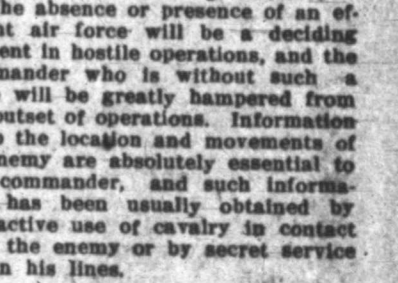 he absence or presence of an ef-
nt air force will be a deciding
ent in hostile operations, and the
mander who is without such a
will be greatly hampered from
outset of operations. Information
o the location and movements of
nemy are absolutely essential to
commander, and such informa-
has been usually obtained by
active use of cavalry in contact
the enemy or by secret service
n his lines.